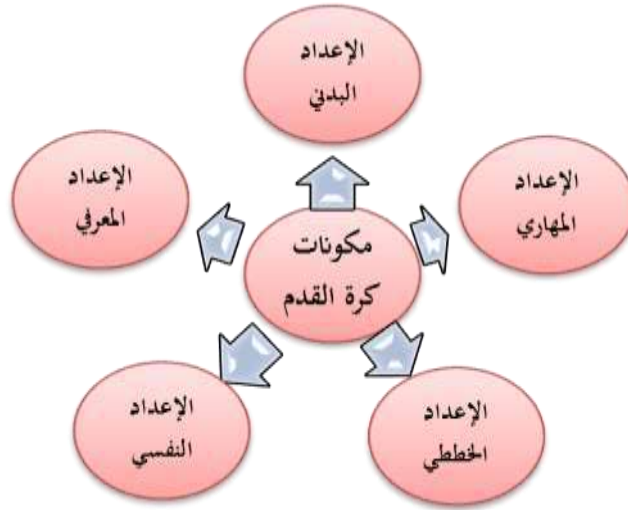 الإعداد
البدني
الإعداد
المهاري
الإعداد
المعرفي
مكونات
كرة القدم
الإعداد
الخططي
الإعداد
النفسي